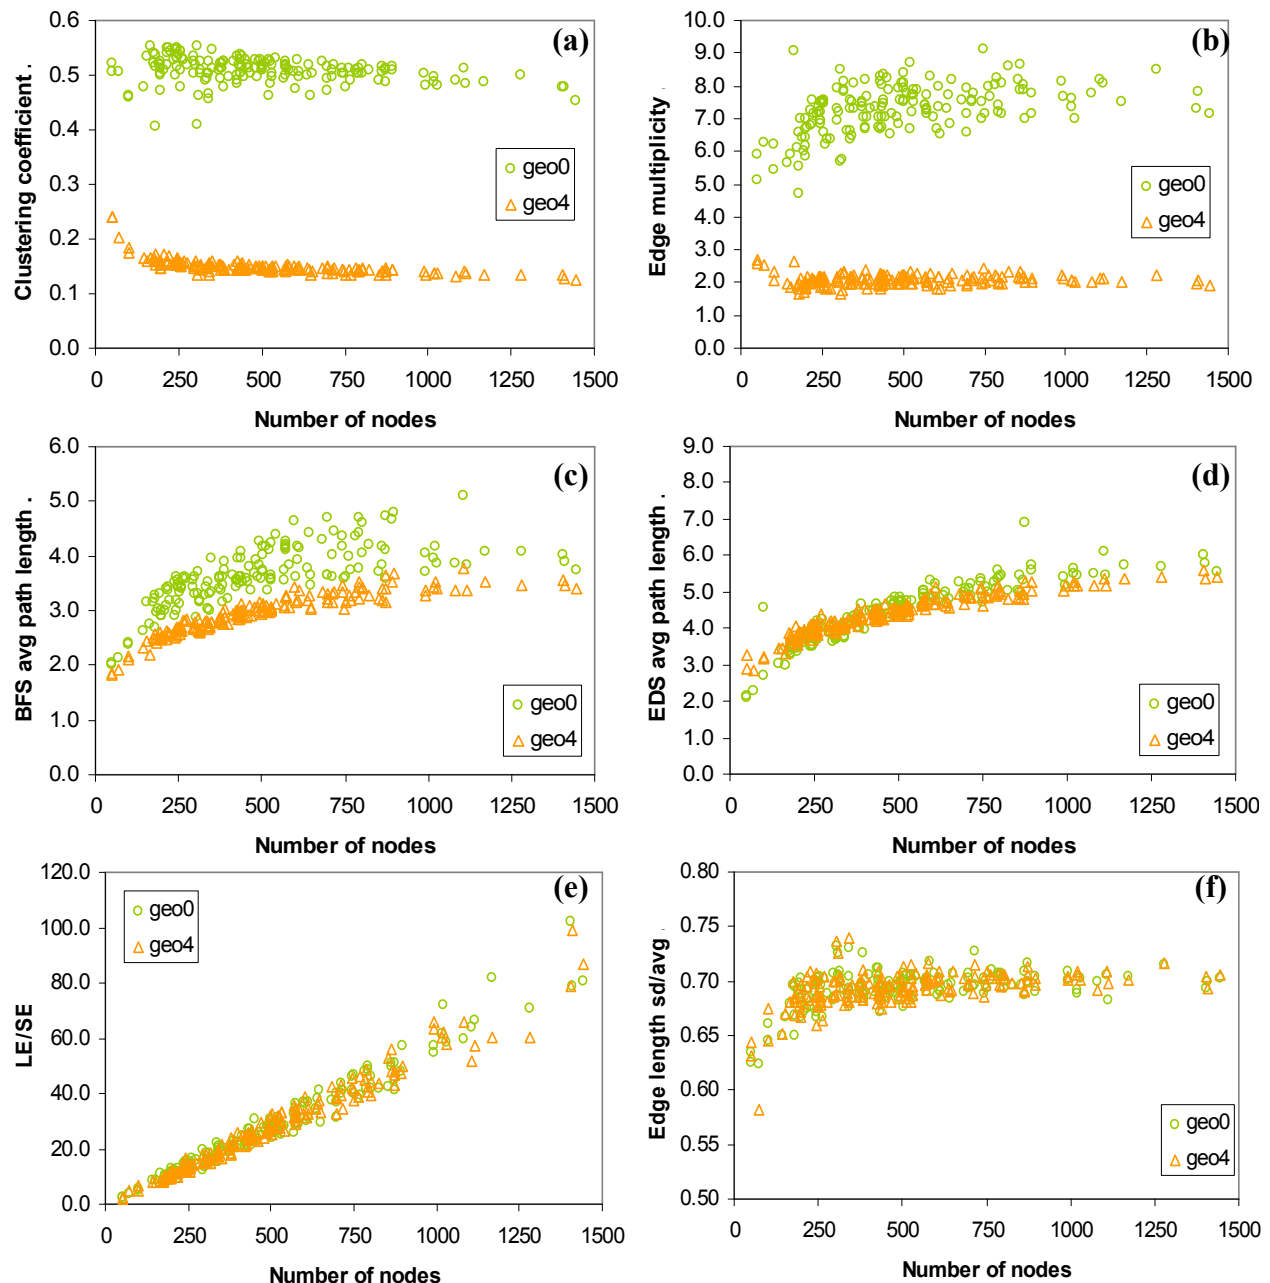 (a)
Clustering coefficient .
0.6
0.5
0.4
0.3
0.2
0.1
0.0
geo0
geo4
0 250 500 750 1000 1250 1500
Number of nodes
(b)
Edge multiplicity .
10.0
9.0
8.0
7.0
6.0
5.0
4.0
3.0
2.0
1.0
0.0
geo0
geo4
0 250 500 750 1000 1250 1500
Number of nodes
(c)
BFS avg path length .
6.0
5.0
4.0
3.0
2.0
1.0
0.0
geo0
geo4
0 250 500 750 1000 1250 1500
Number of nodes
(d)
EDS avg path length .
9.0
8.0
7.0
6.0
5.0
4.0
3.0
2.0
1.0
0.0
geo0
geo4
0 250 500 750 1000 1250 1500
Number of nodes
(e)
LE/SE
120.0
100.0
80.0
60.0
40.0
20.0
0.0
geo0
geo4
0 250 500 750 1000 1250 1500
Number of nodes
(f)
Edge length sd/avg .
0.80
0.75
0.70
0.65
0.60
0.55
0.50
geo0
geo4
0 250 500 750 1000 1250 1500
Number of nodes